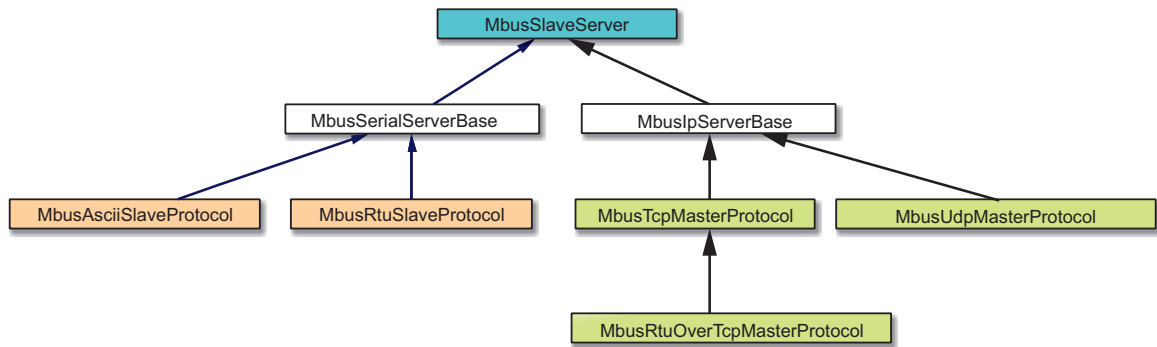 MbusSlaveServer
MbusSerialServerBase
MbusIpServerBase
MbusAsciiSlaveProtocol
MbusRtuSlaveProtocol
MbusTcpMasterProtocol
MbusUdpMasterProtocol
MbusRtuOverTcpMasterProtocol